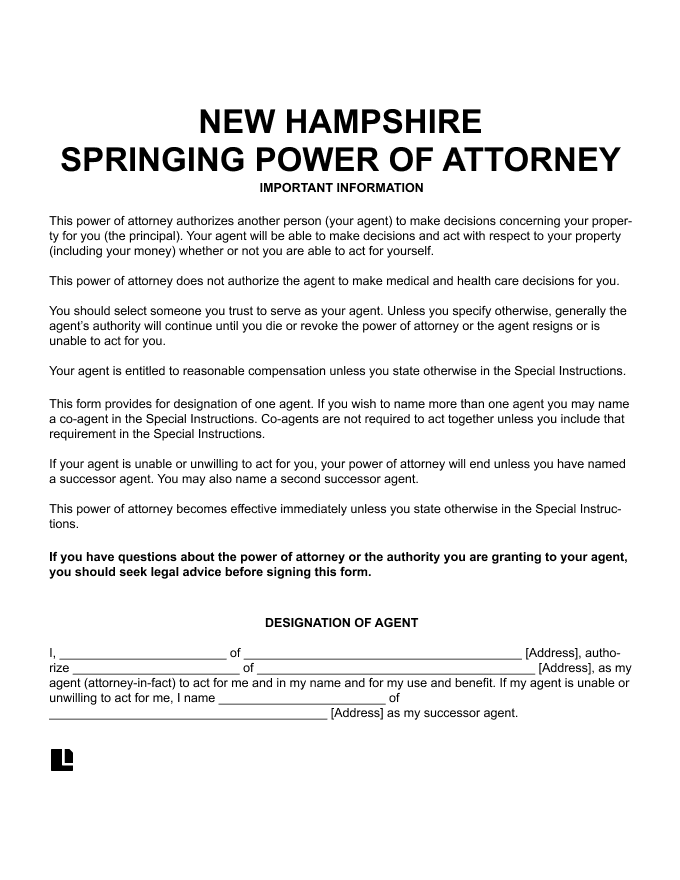 NEW HAMPSHIRE
SPRINGING POWER OF ATTORNEY
IMPORTANT INFORMATION
This power of attorney authorizes another person (your agent) to make decisions concerning your proper-
ty for you (the principal). Your agent will be able to make decisions and act with respect to your property
(including your money) whether or not you are able to act for yourself.
This power of attorney does not authorize the agent to make medical and health care decisions for you.
You should select someone you trust to serve as your agent. Unless you specify otherwise, generally the
agent’s authority will continue until you die or revoke the power of attorney or the agent resigns or is
unable to act for you.
Your agent is entitled to reasonable compensation unless you state otherwise in the Special Instructions.
This form provides for designation of one agent. If you wish to name more than one agent you may name
a co-agent in the Special Instructions. Co-agents are not required to act together unless you include that
requirement in the Special Instructions.
If your agent is unable or unwilling to act for you, your power of attorney will end unless you have named
a successor agent. You may also name a second successor agent.
This power of attorney becomes effective immediately unless you state otherwise in the Special Instruc-
tions.
If you have questions about the power of attorney or the authority you are granting to your agent,
you should seek legal advice before signing this form.
DESIGNATION OF AGENT
I, ________________________ of ________________________________________ [Address], autho-
rize ________________________ of ________________________________________ [Address], as my
agent (attorney-in-fact) to act for me and in my name and for my use and benefit. If my agent is unable or
unwilling to act for me, I name ________________________ of
________________________________________ [Address] as my successor agent.